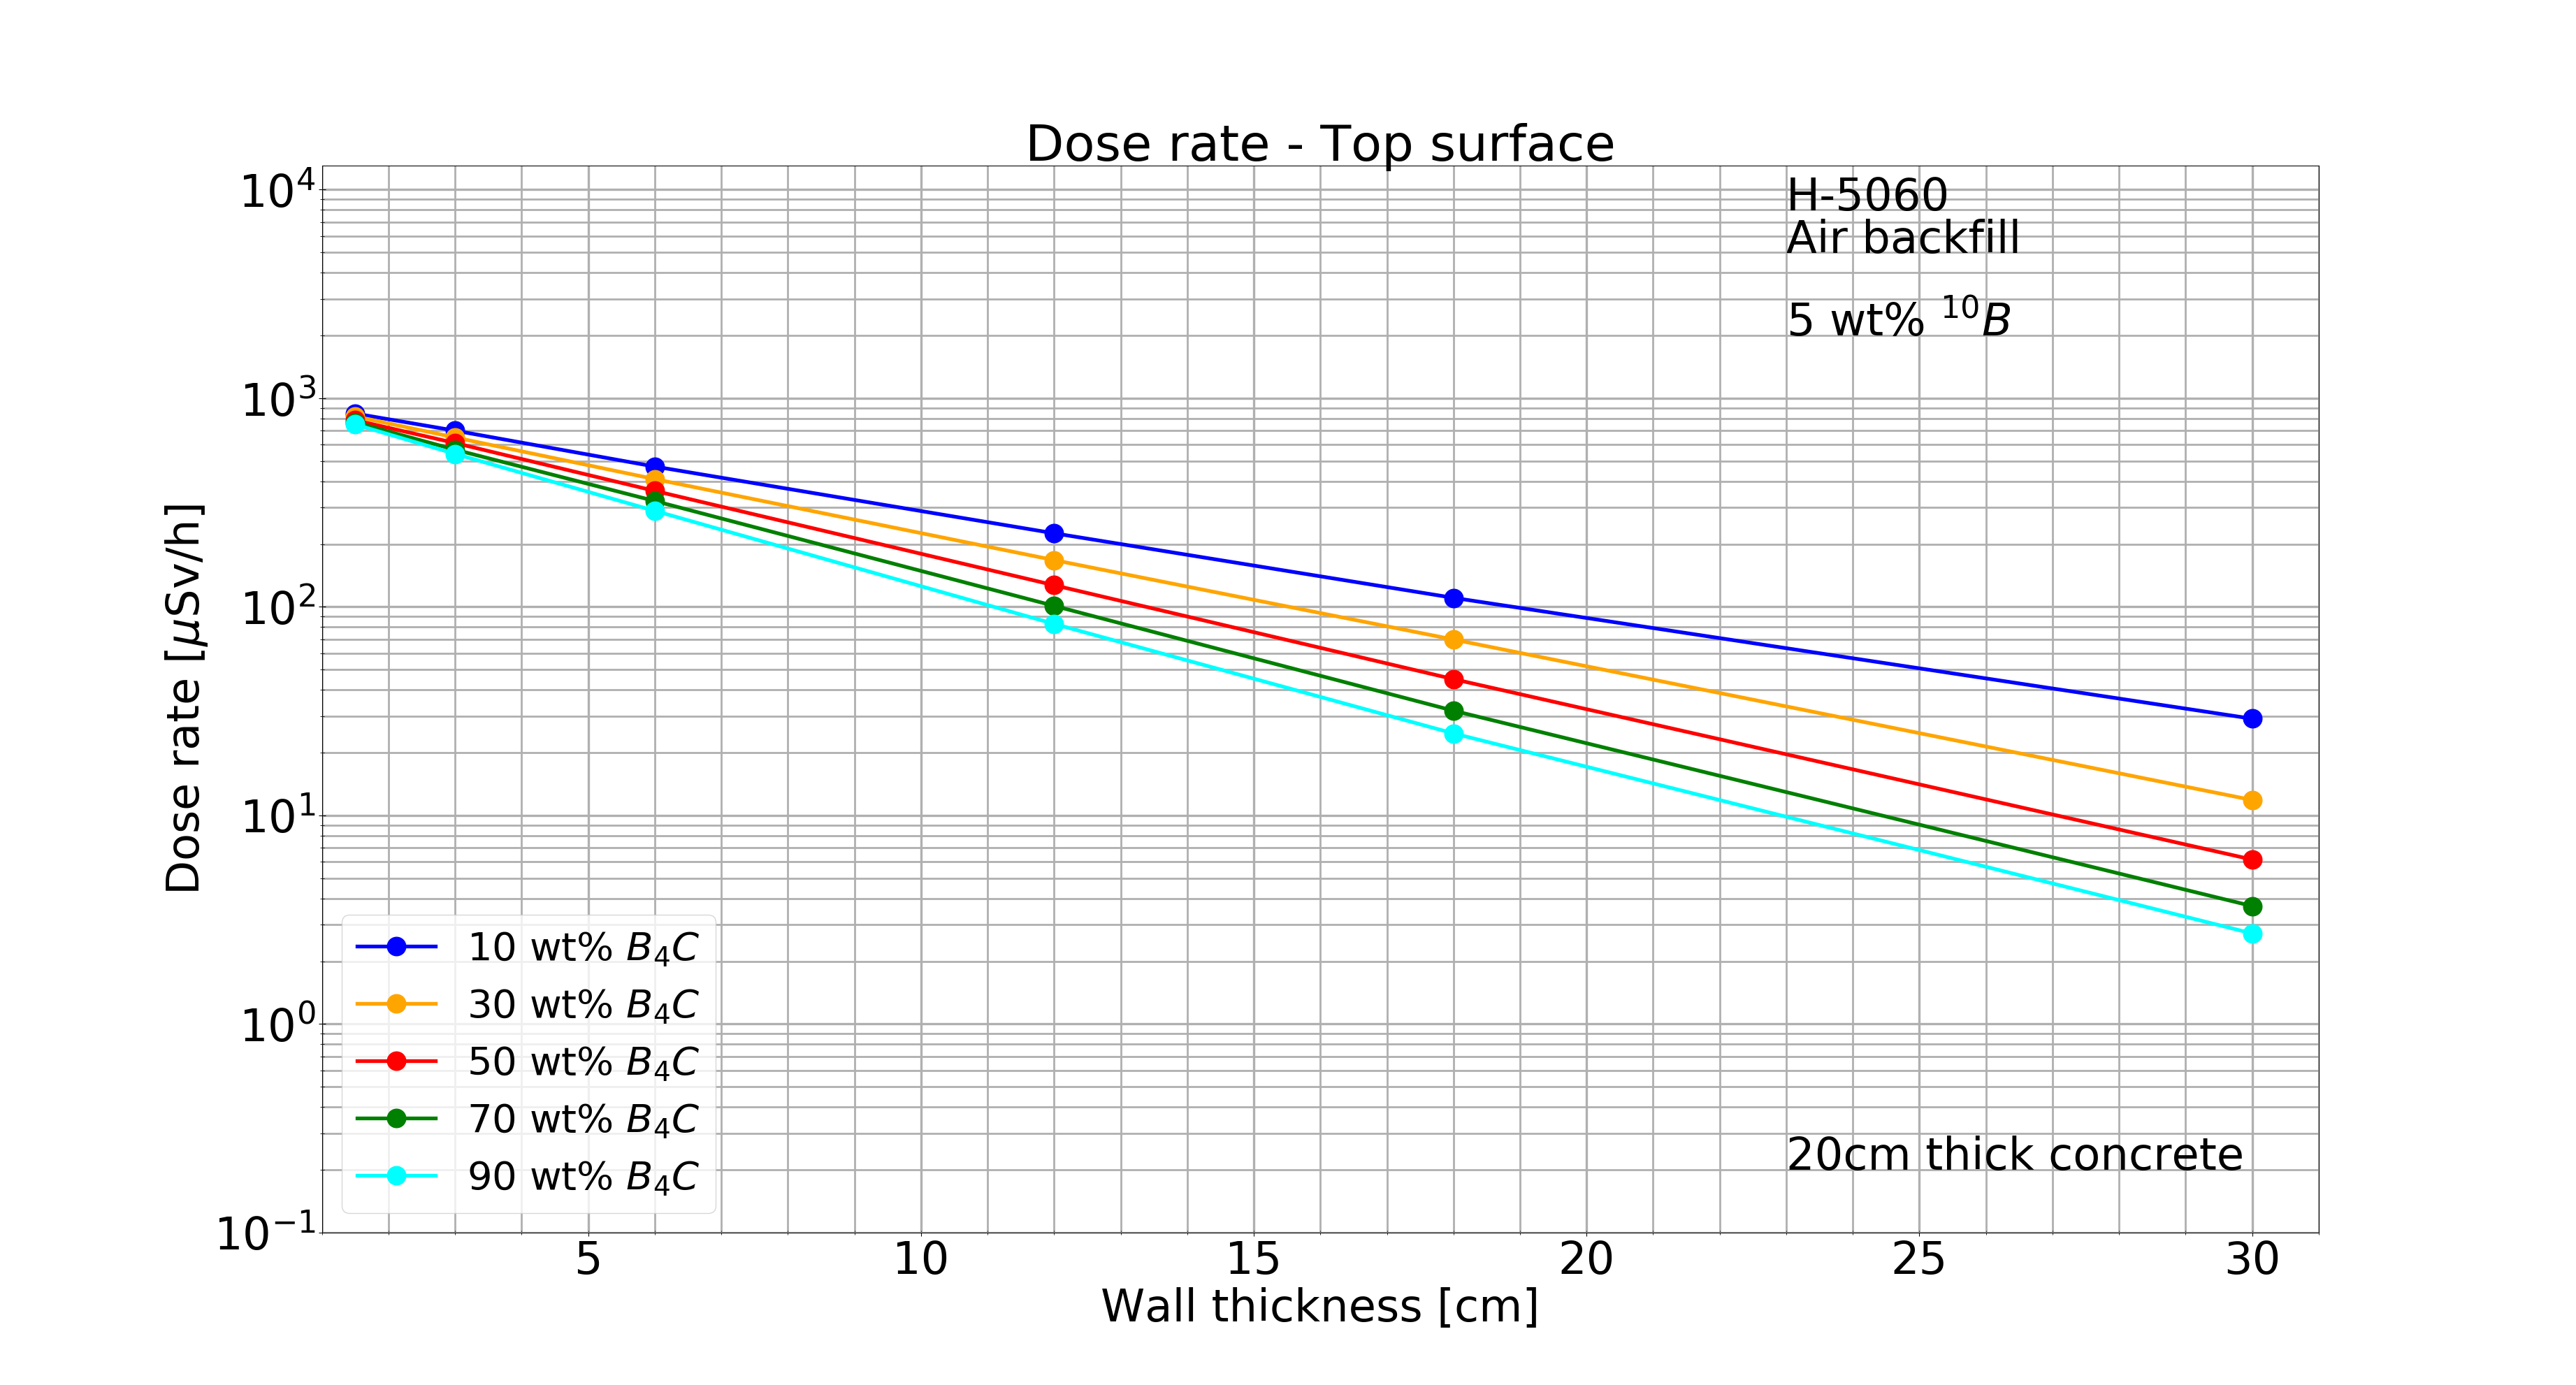 Dose rate - Top surface
H-5060
Air backfill
5 wt% ¹⁰B
10⁴
10³
10²
10¹
10⁰
10⁻¹
Dose rate [μSv/h]
10 wt% B₄C
30 wt% B₄C
50 wt% B₄C
70 wt% B₄C
90 wt% B₄C
20cm thick concrete
5 10 15 20 25 30
Wall thickness [cm]